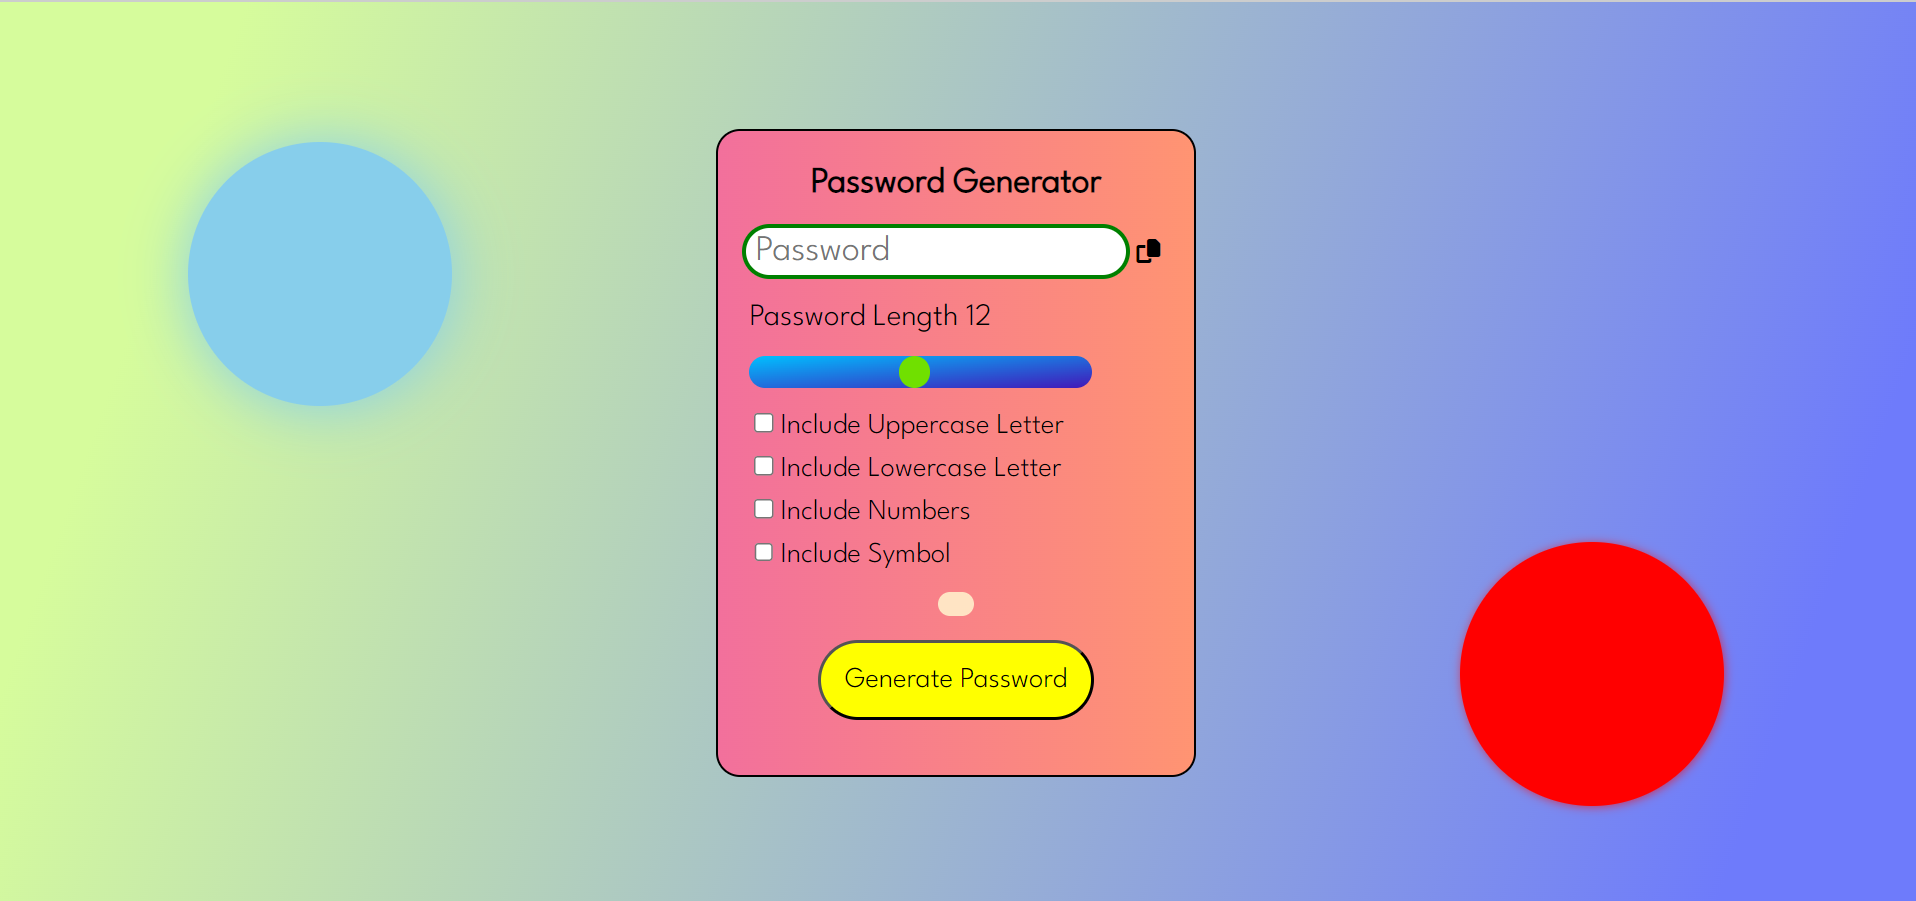 Password Generator
Password
Password Length 12
Include Uppercase Letter
Include Lowercase Letter
Include Numbers
Include Symbol
Generate Password